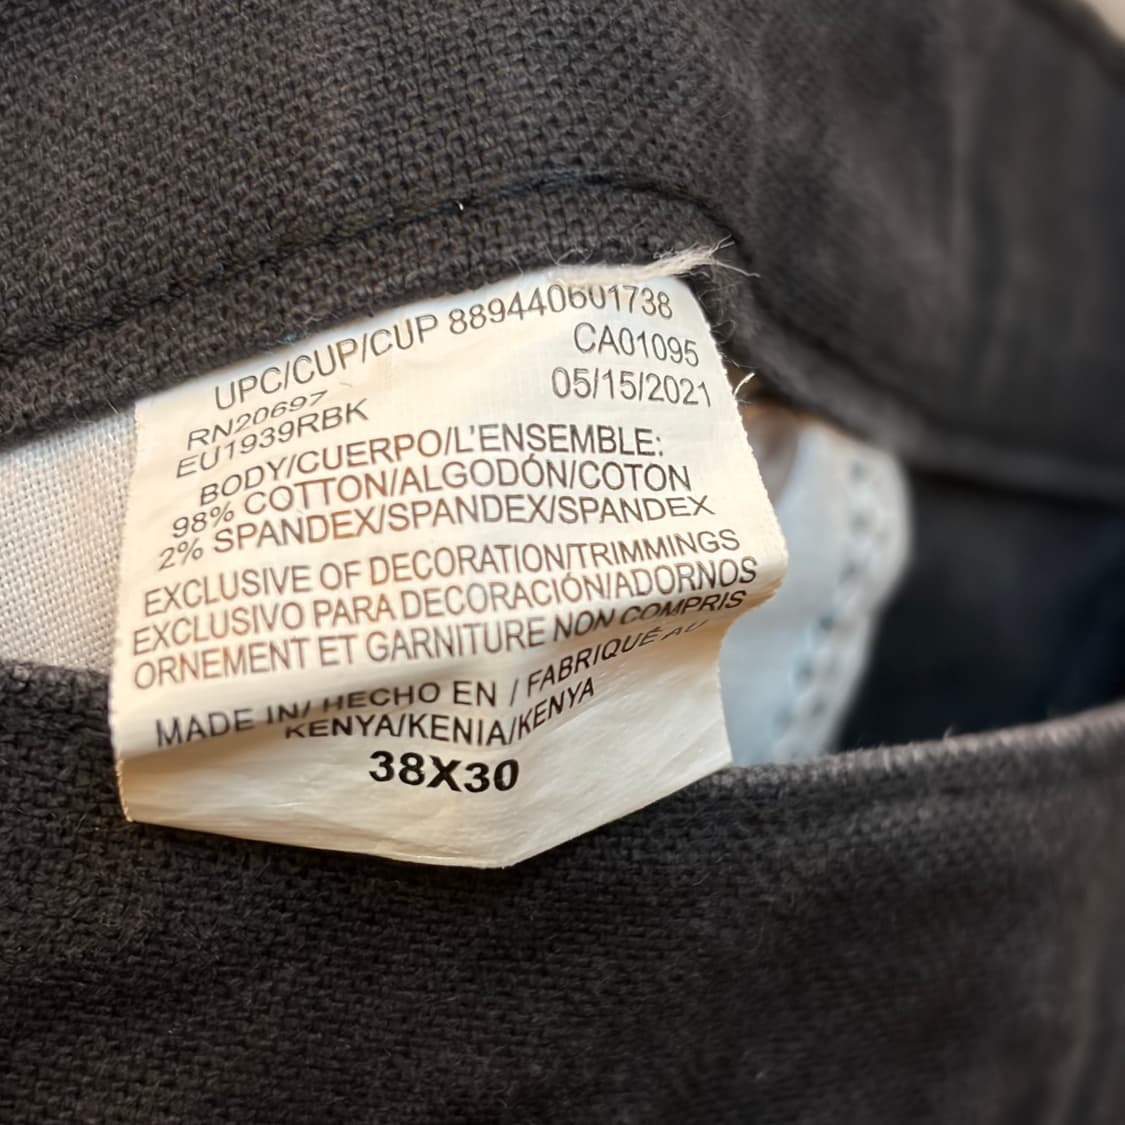 UPC/CUP/CUP 889440601738
RN20697 CA01095
EU1939RBK 05/15/2021
BODY/CUERPO/L'ENSEMBLE:
98% COTTON/ALGODÓN/COTON
2% SPANDEX/SPANDEX/SPANDEX
EXCLUSIVE OF DECORATION/TRIMMINGS
EXCLUSIVO PARA DECORACIÓN/ADORNOS
ORNEMENT ET GARNITURE NON COMPRIS
MADE IN/ HECHO EN / FABRIQUÉ AU
KENYA/KENIA/KENYA
38X30